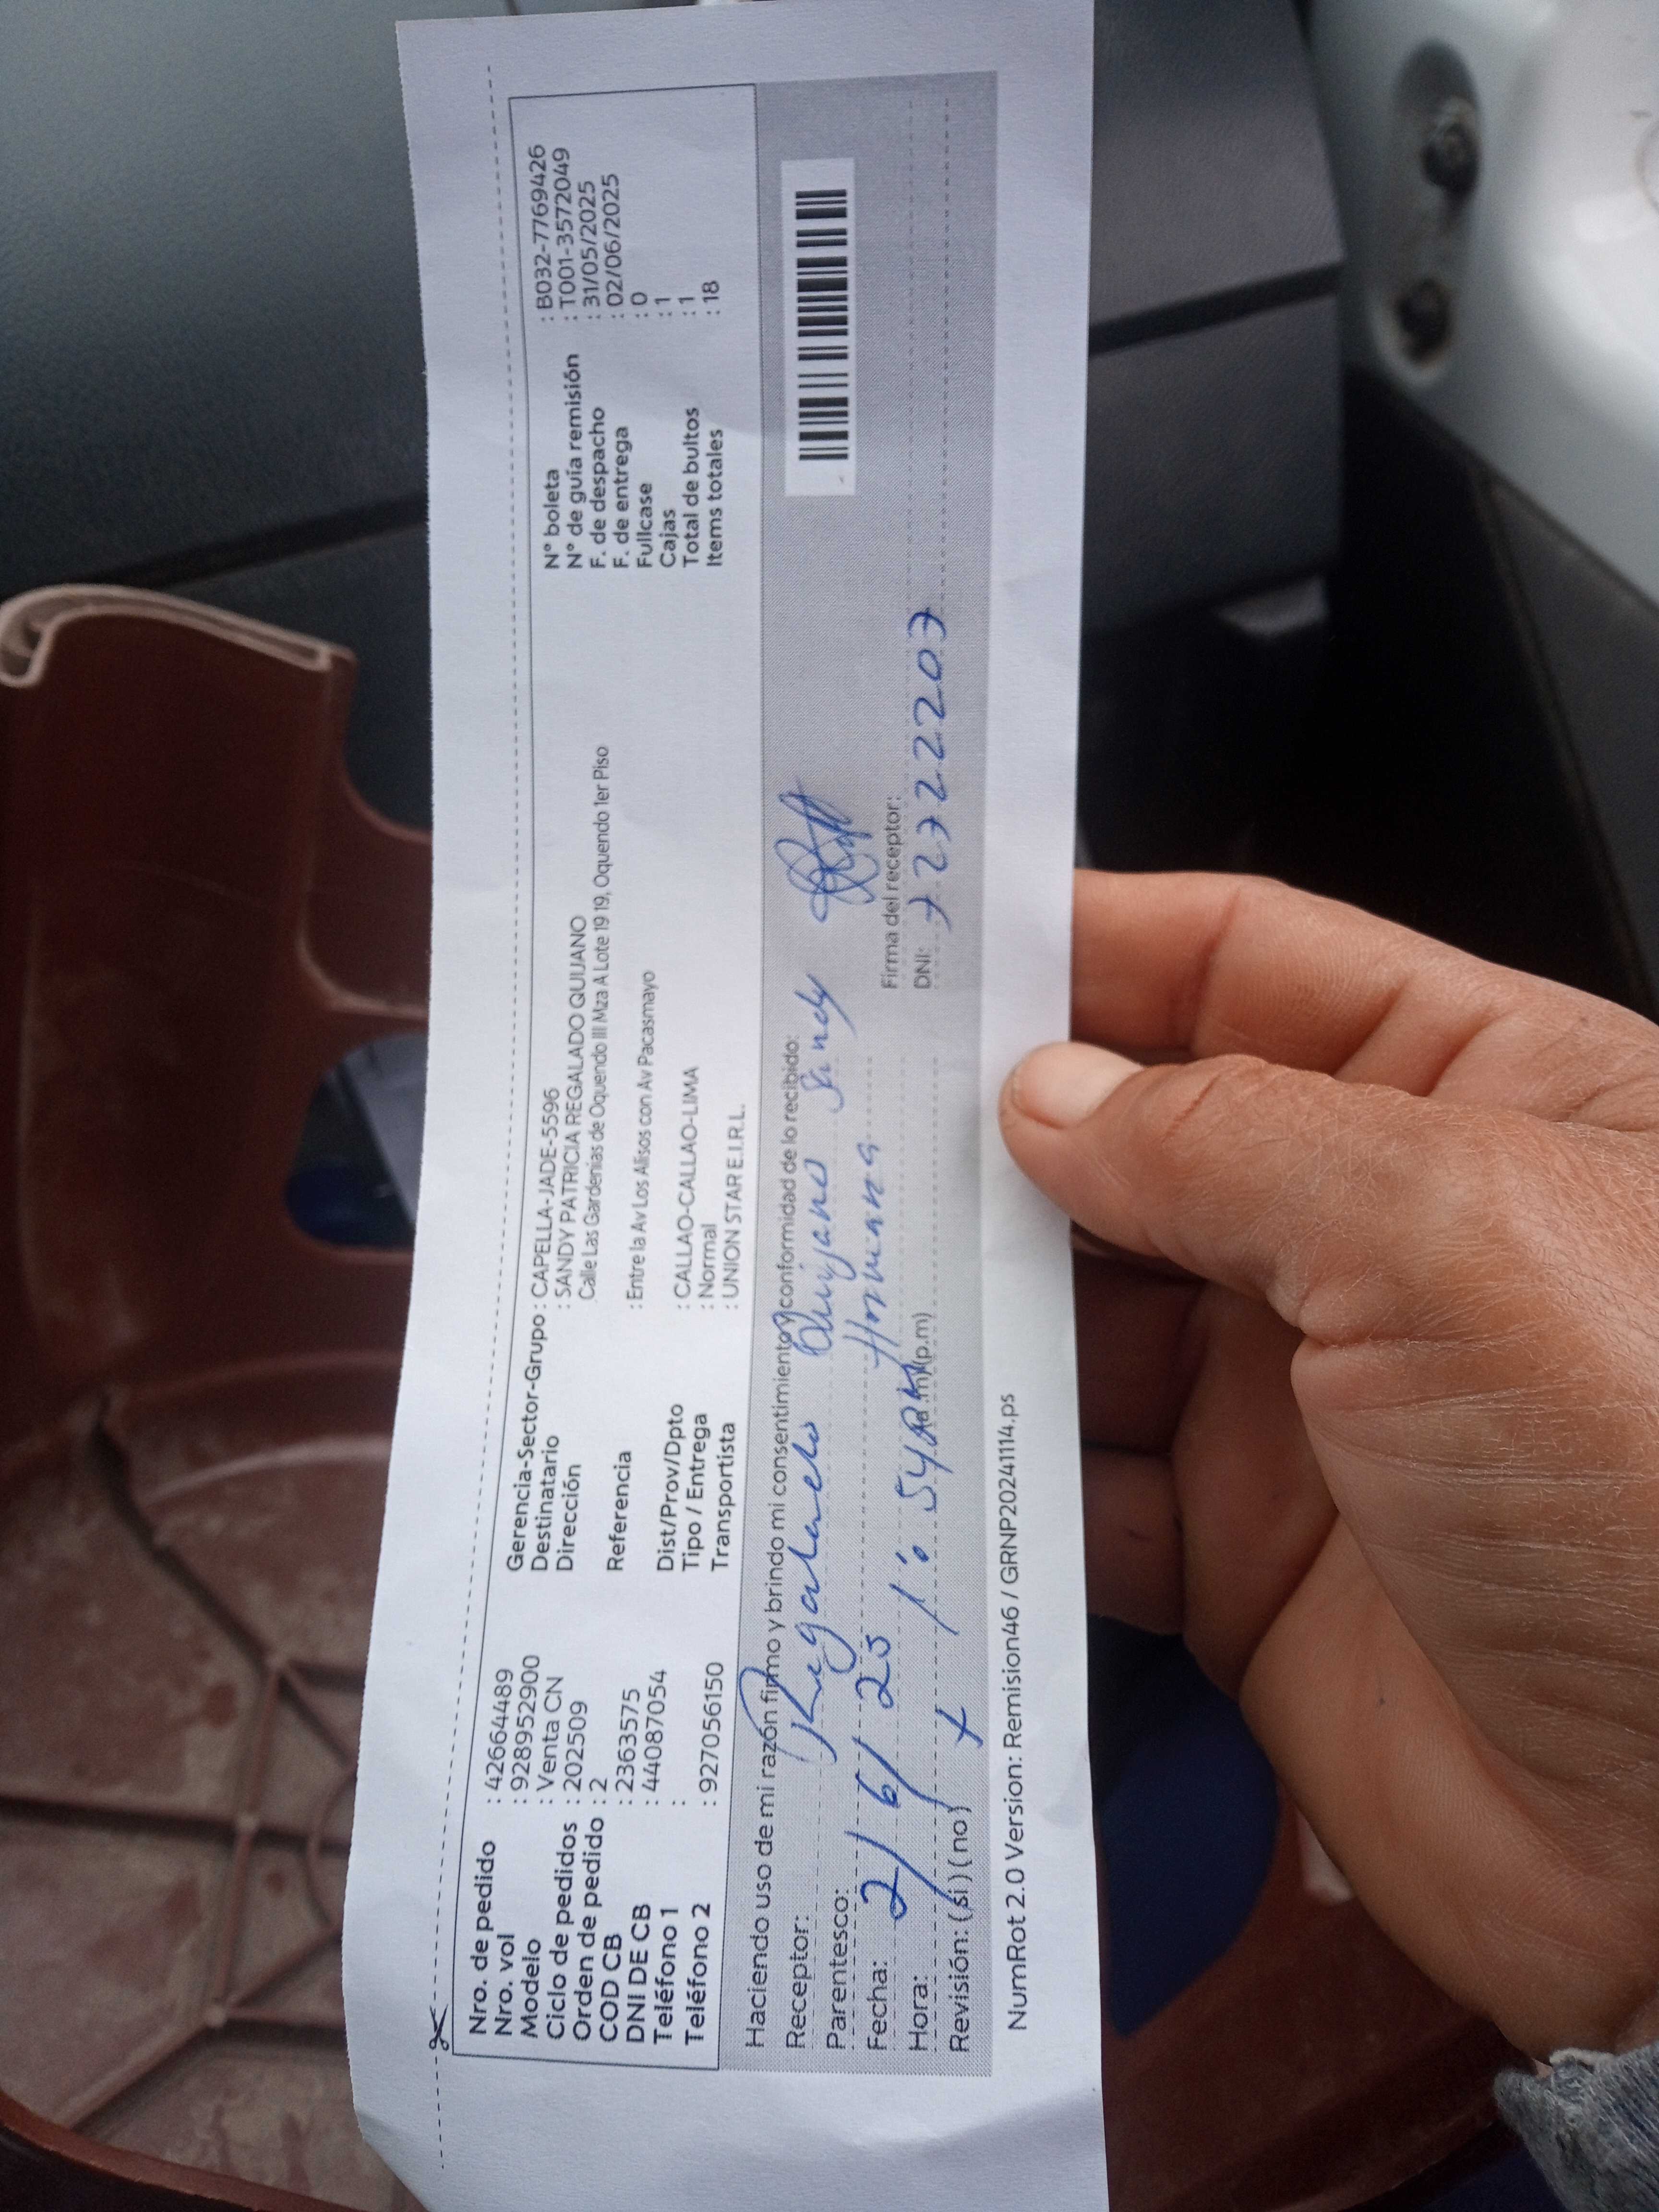 Nro. de pedido : 42664489
Nro. vol : 928952900
Modelo : Venta CN
Ciclo de pedidos : 202509
Orden de pedido : 2
COD CB : 2363575
DNI DE CB : 44087054
Teléfono 1 :
Teléfono 2 : 927056150
Gerencia-Sector-Grupo : CAPELLA-JADE-5596
Destinatario : SANDY PATRICIA REGALADO QUIJANO
Dirección : Calle Las Gardenias de Oquendo III Mza A Lote 19 19, Oquendo 1er Piso
Referencia : Entre la Av Los Alisos con Av Pacasmayo
Dist/Prov/Dpto : CALLAO-CALLAO-LIMA
Tipo / Entrega : Normal
Transportista : UNION STAR E.I.R.L.
N° boleta : B032-7769426
N° de guía remisión : T001-3572049
F. de despacho : 31/05/2025
F. de entrega : 02/06/2025
Fullcase : 0
Cajas : 1
Total de bultos : 1
Items totales : 18
Haciendo uso de mi razón firmo y brindo mi consentimiento y conformidad de lo recibido:
Receptor: Regalado Quijano Sandy
Parentesco: Hermana
Fecha: 2/6/25
Hora: 1:54 (p.m)
Revisión: (si) (no)
Firma del receptor:
DNI: 72722207
NumRot 2.0 Version: Remision46 / GRNP20241114.ps